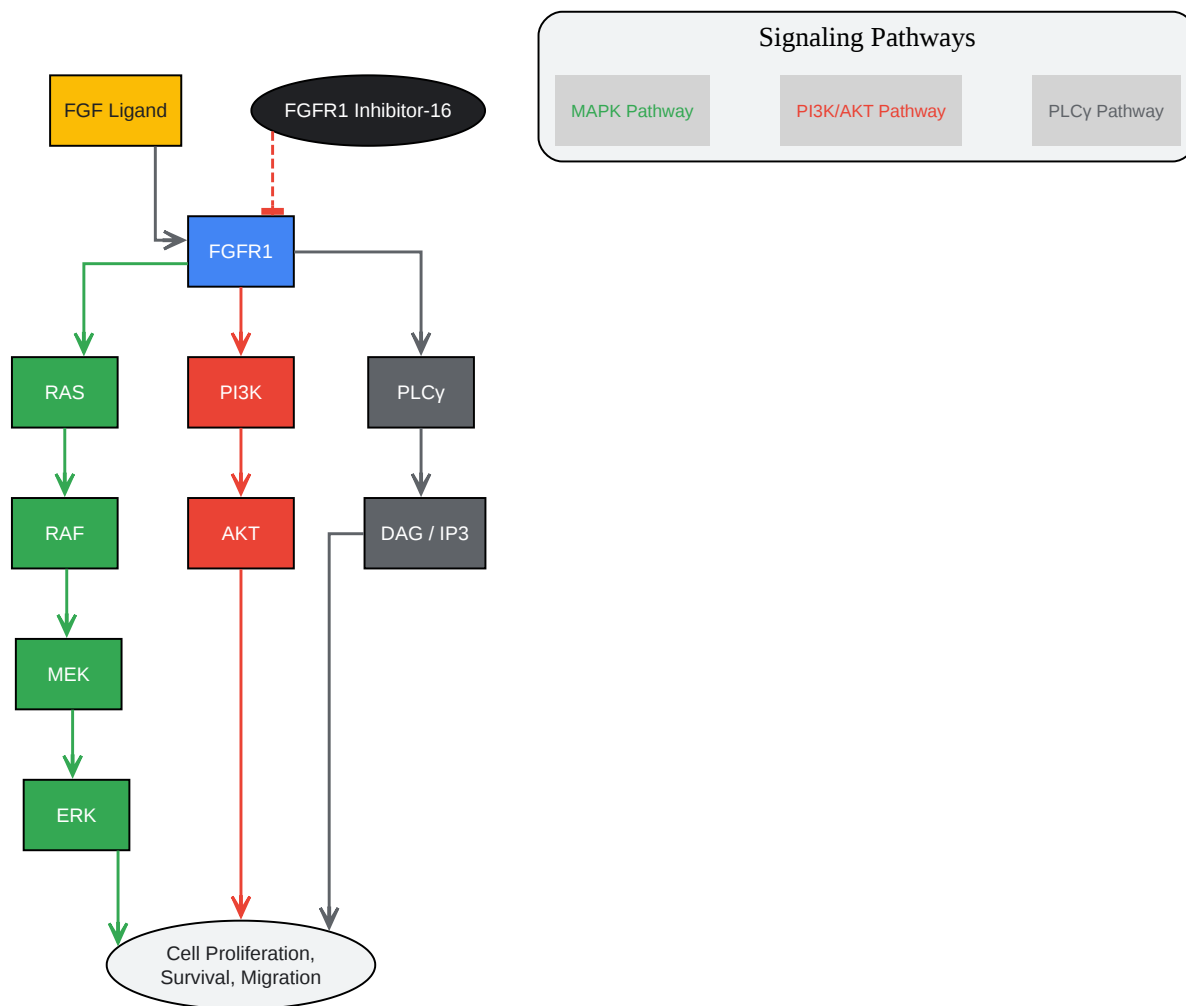 Signaling Pathways
FGF Ligand
FGFR1 Inhibitor-16
MAPK Pathway
PI3K/AKT Pathway
PLCγ Pathway
FGFR1
RAS
PI3K
PLCγ
RAF
AKT
DAG / IP3
MEK
ERK
Cell Proliferation,
Survival, Migration